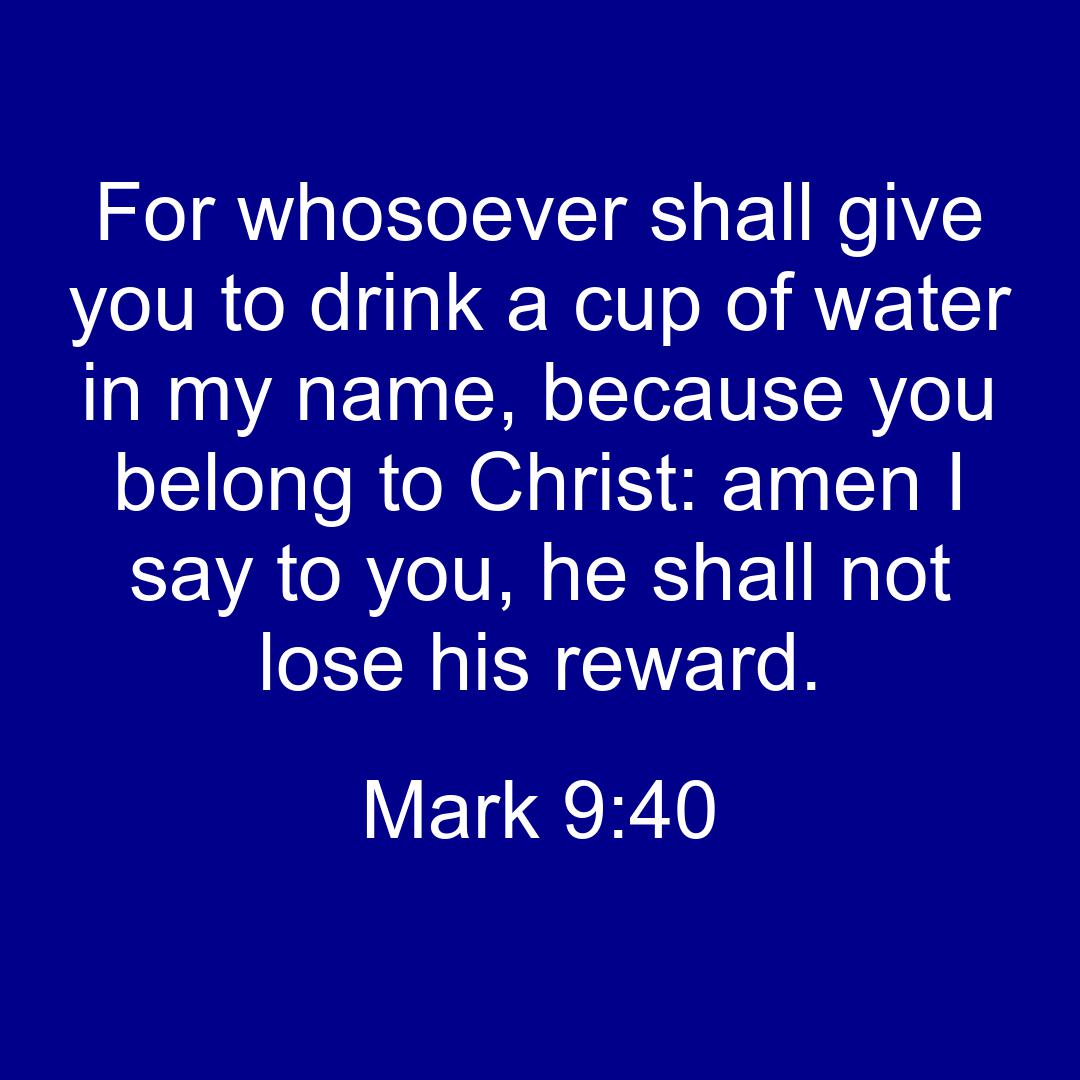 For whosoever shall give
you to drink a cup of water
in my name, because you
belong to Christ: amen I
say to you, he shall not
lose his reward.
Mark 9:40